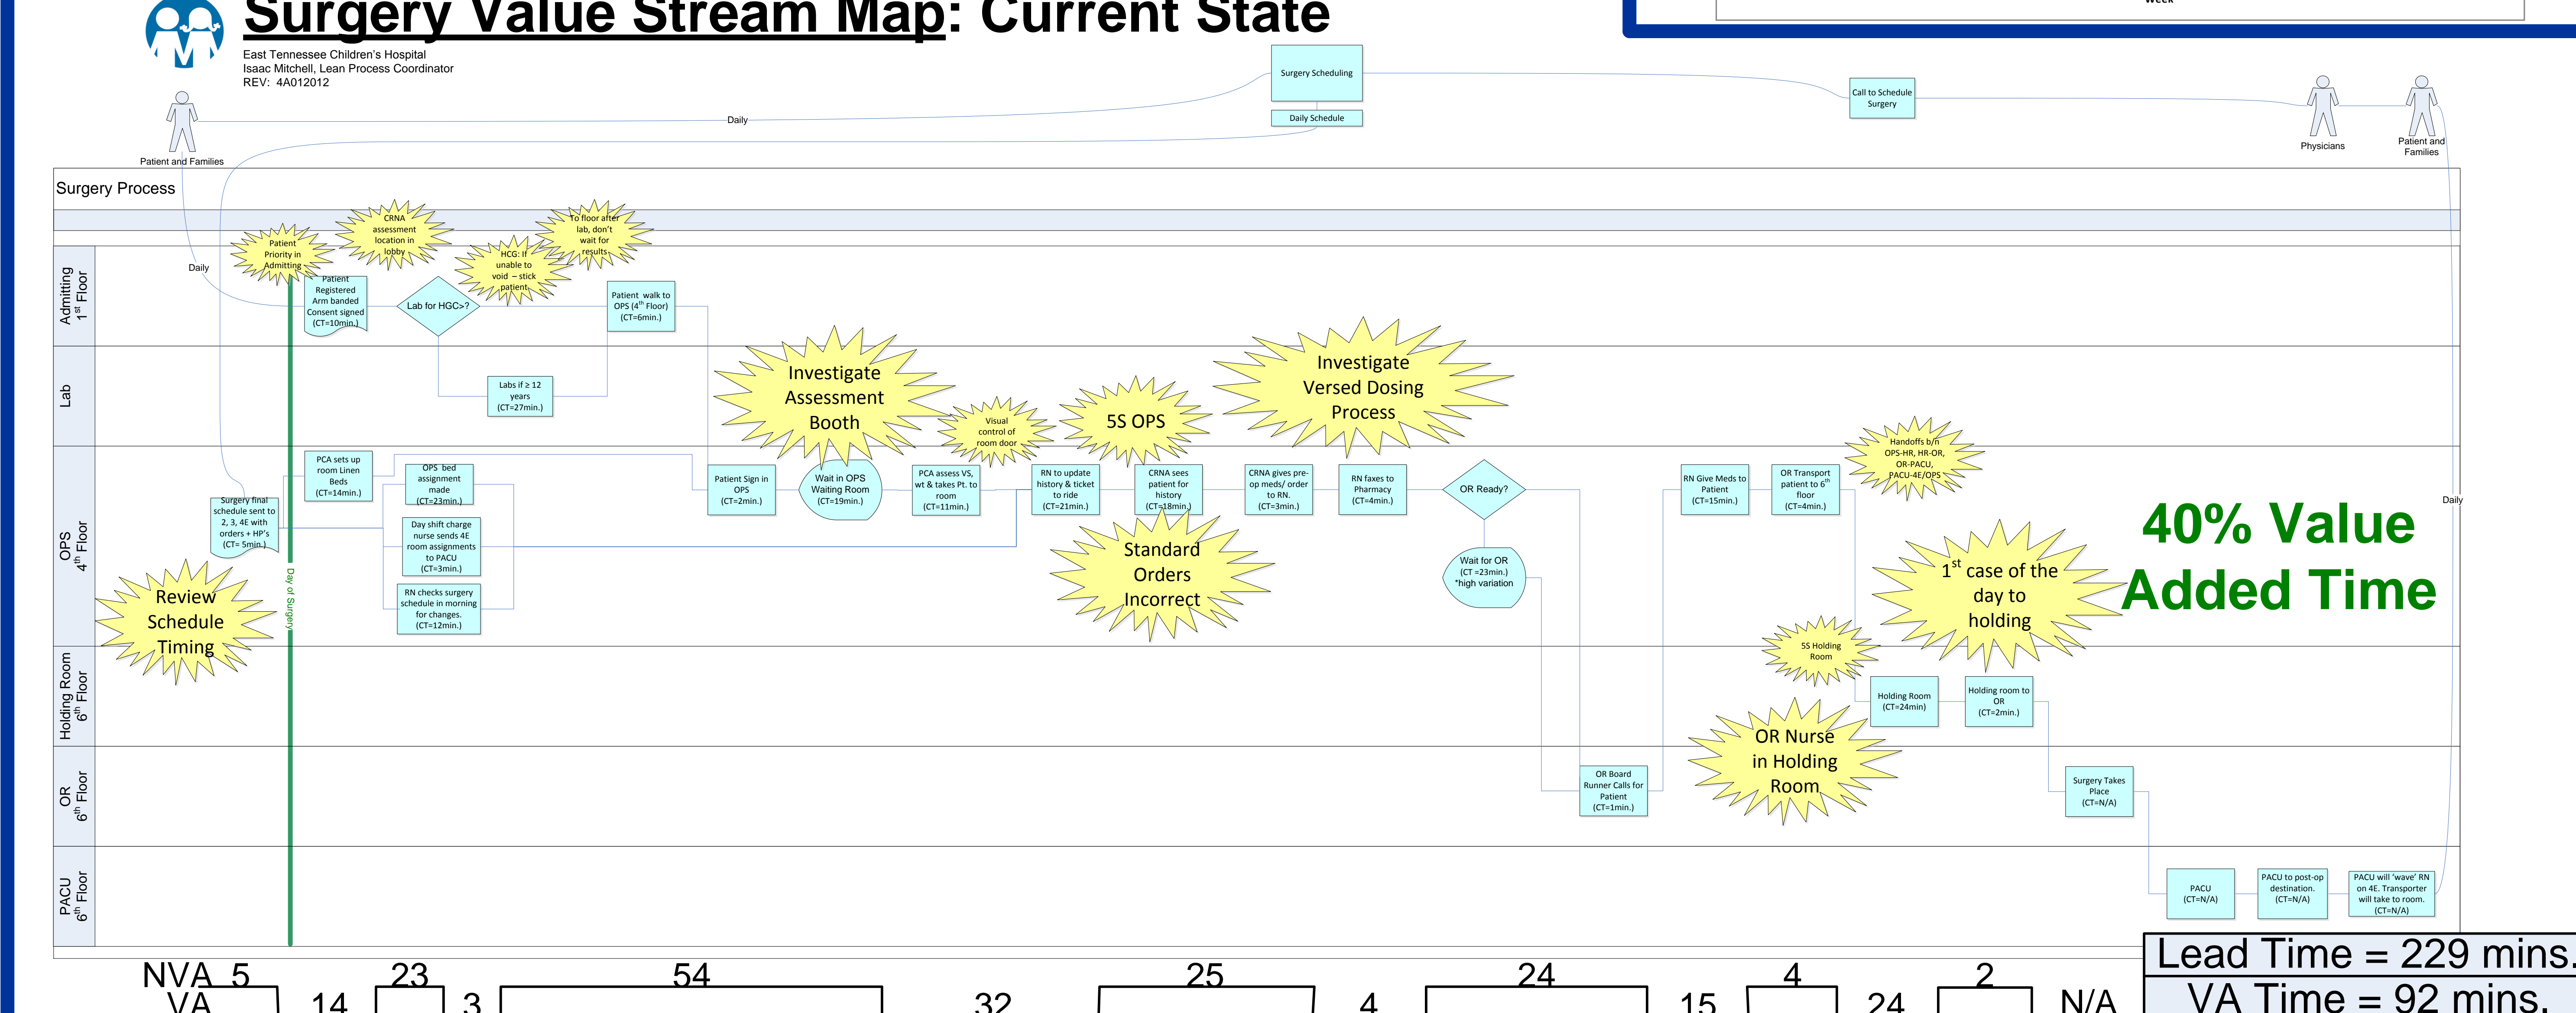 Week
Surgery Value Stream Map: Current State
East Tennessee Children's Hospital
Isaac Mitchell, Lean Process Coordinator
REV:  4A012012
Surgery Scheduling
Daily Schedule
Call to Schedule
Surgery
Daily
Patient and Families
Physicians
Patient and
Families
Surgery Process
Daily
Patient
Priority in
Admitting
CRNA
assessment
location in
lobby
HCG: If
unable to
void – stick
patient
To floor after
lab, don't
wait for
results
Admitting
1st Floor
Patient
Registered
Arm banded
Consent signed
(CT=10min.)
Lab for HGC>?
Patient walk to
OPS (4th Floor)
(CT=6min.)
Lab
Labs if ≥ 12
years
(CT=27min.)
Investigate
Assessment
Booth
Visual
control of
room door
5S OPS
Investigate
Versed Dosing
Process
OPS
4th Floor
Surgery final
schedule sent to
2, 3, 4E with
orders + HP's
(CT= 5min.)
PCA sets up
room Linen
Beds
(CT=14min.)
OPS bed
assignment
made
(CT=23min.)
Day shift charge
nurse sends 4E
room assignments
to PACU
(CT=3min.)
RN checks surgery
schedule in morning
for changes.
(CT=12min.)
Patient Sign in
OPS
(CT=2min.)
Wait in OPS
Waiting Room
(CT=19min.)
PCA assess VS,
wt & takes Pt. to
room
(CT=11min.)
RN to update
history & ticket
to ride
(CT=21min.)
CRNA sees
patient for
history
(CT=18min.)
CRNA gives pre-
op meds/ order
to RN.
(CT=3min.)
RN faxes to
Pharmacy
(CT=4min.)
OR Ready?
Wait for OR
(CT =23min.)
*high variation
RN Give Meds to
Patient
(CT=15min.)
OR Transport
patient to 6th
floor
(CT=4min.)
Handoffs b/n
OPS-HR, HR-OR,
OR-PACU,
PACU-4E/OPS
Daily
40% Value
Added Time
Standard
Orders
Incorrect
1st case of the
day to
holding
Review
Schedule
Timing
Day of Surgery
Holding Room
6th Floor
5S Holding
Room
Holding Room
(CT=24min)
Holding room to
OR
(CT=2min.)
OR Nurse
in Holding
Room
OR
6th Floor
OR Board
Runner Calls for
Patient
(CT=1min.)
Surgery Takes
Place
(CT=N/A)
PACU
6th Floor
PACU
(CT=N/A)
PACU to post-op
destination.
(CT=N/A)
PACU will 'wave' RN
on 4E. Transporter
will take to room.
(CT=N/A)
NVA 5 23 54 25 24 4 2
VA 14 3 32 4 15 24 N/A
Lead Time = 229 mins.
VA Time = 92 mins.